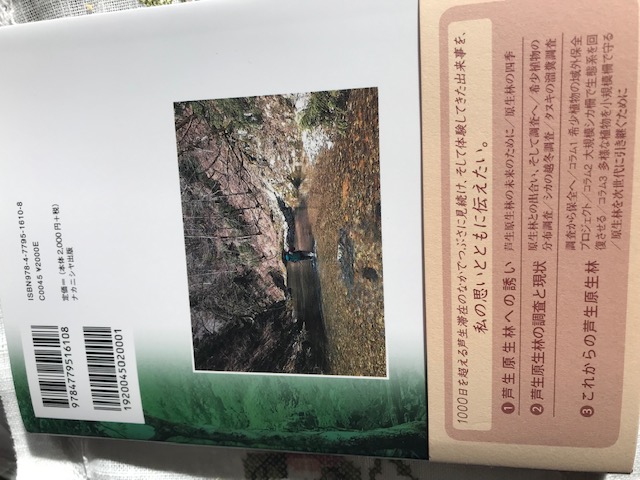 1000日を超える芦生滞在のなかでつぶさに見続け、そして体験してきた出来事を、
私の思いとともに伝えたい。
❶ 芦生原生林への誘い 芦生原生林の未来のために／原生林の四季
❷ 芦生原生林の調査と現状 原生林との出合い、そして調査へ／希少植物の
分布調査／シカの越冬調査／タヌキの溜糞調査
❸ これからの芦生原生林 調査から保全へ／コラム1 希少植物の域外保全
プロジェクト／コラム2 大規模シカ柵で生態系を回
復させる／コラム3 多様な植物を小規模柵で守る
原生林を次世代に引き継ぐために
ISBN978-4-7795-1610-8
C0045 ¥2000E
定価＝（本体 2,000 円＋税）
ナカニシヤ出版
9784779516108
1920045020001